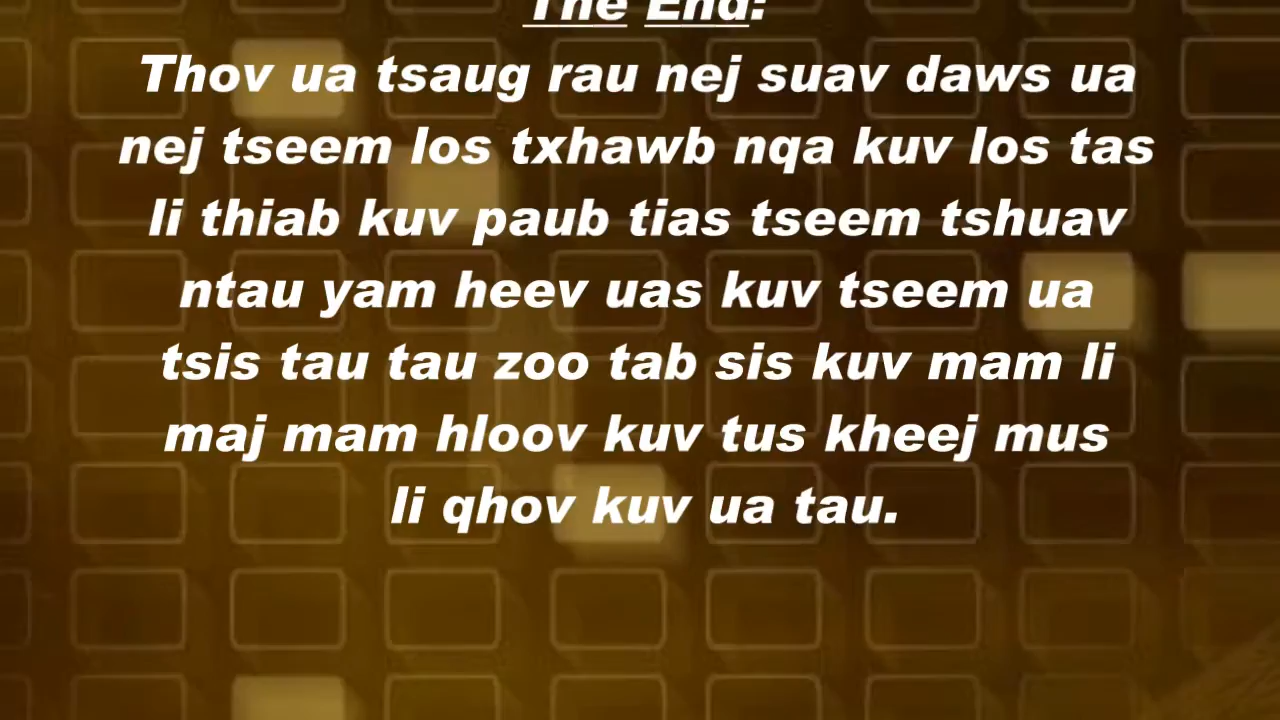 The End:
Thov ua tsaug rau nej suav daws ua
nej tseem los txhawb nqa kuv los tas
li thiab kuv paub tias tseem tshuav
ntau yam heev uas kuv tseem ua
tsis tau tau zoo tab sis kuv mam li
maj mam hloov kuv tus kheej mus
li qhov kuv ua tau.